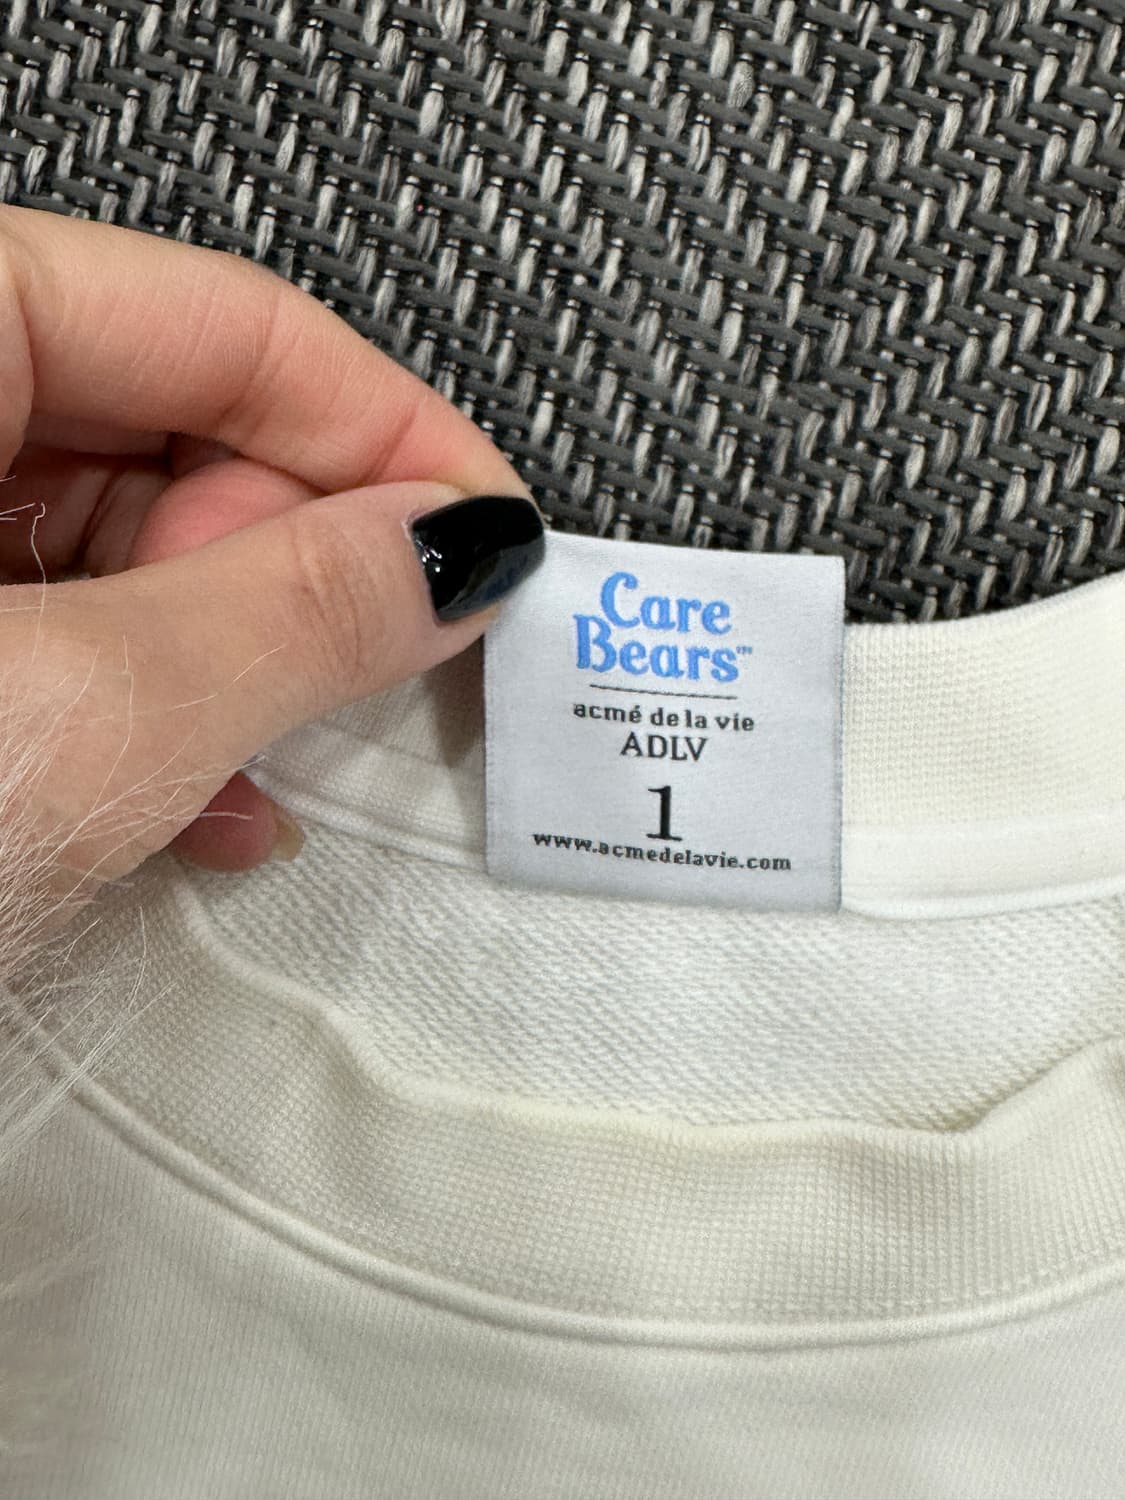 Care
Bears™
acmé de la vie
ADLV
1
www.acmedelavie.com